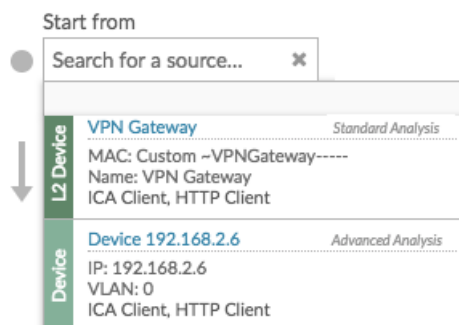 Start from
Search for a source... ✖
L2 Device
VPN Gateway Standard Analysis
MAC: Custom ~VPNGateway-----
Name: VPN Gateway
ICA Client, HTTP Client
Device
Device 192.168.2.6 Advanced Analysis
IP: 192.168.2.6
VLAN: 0
ICA Client, HTTP Client